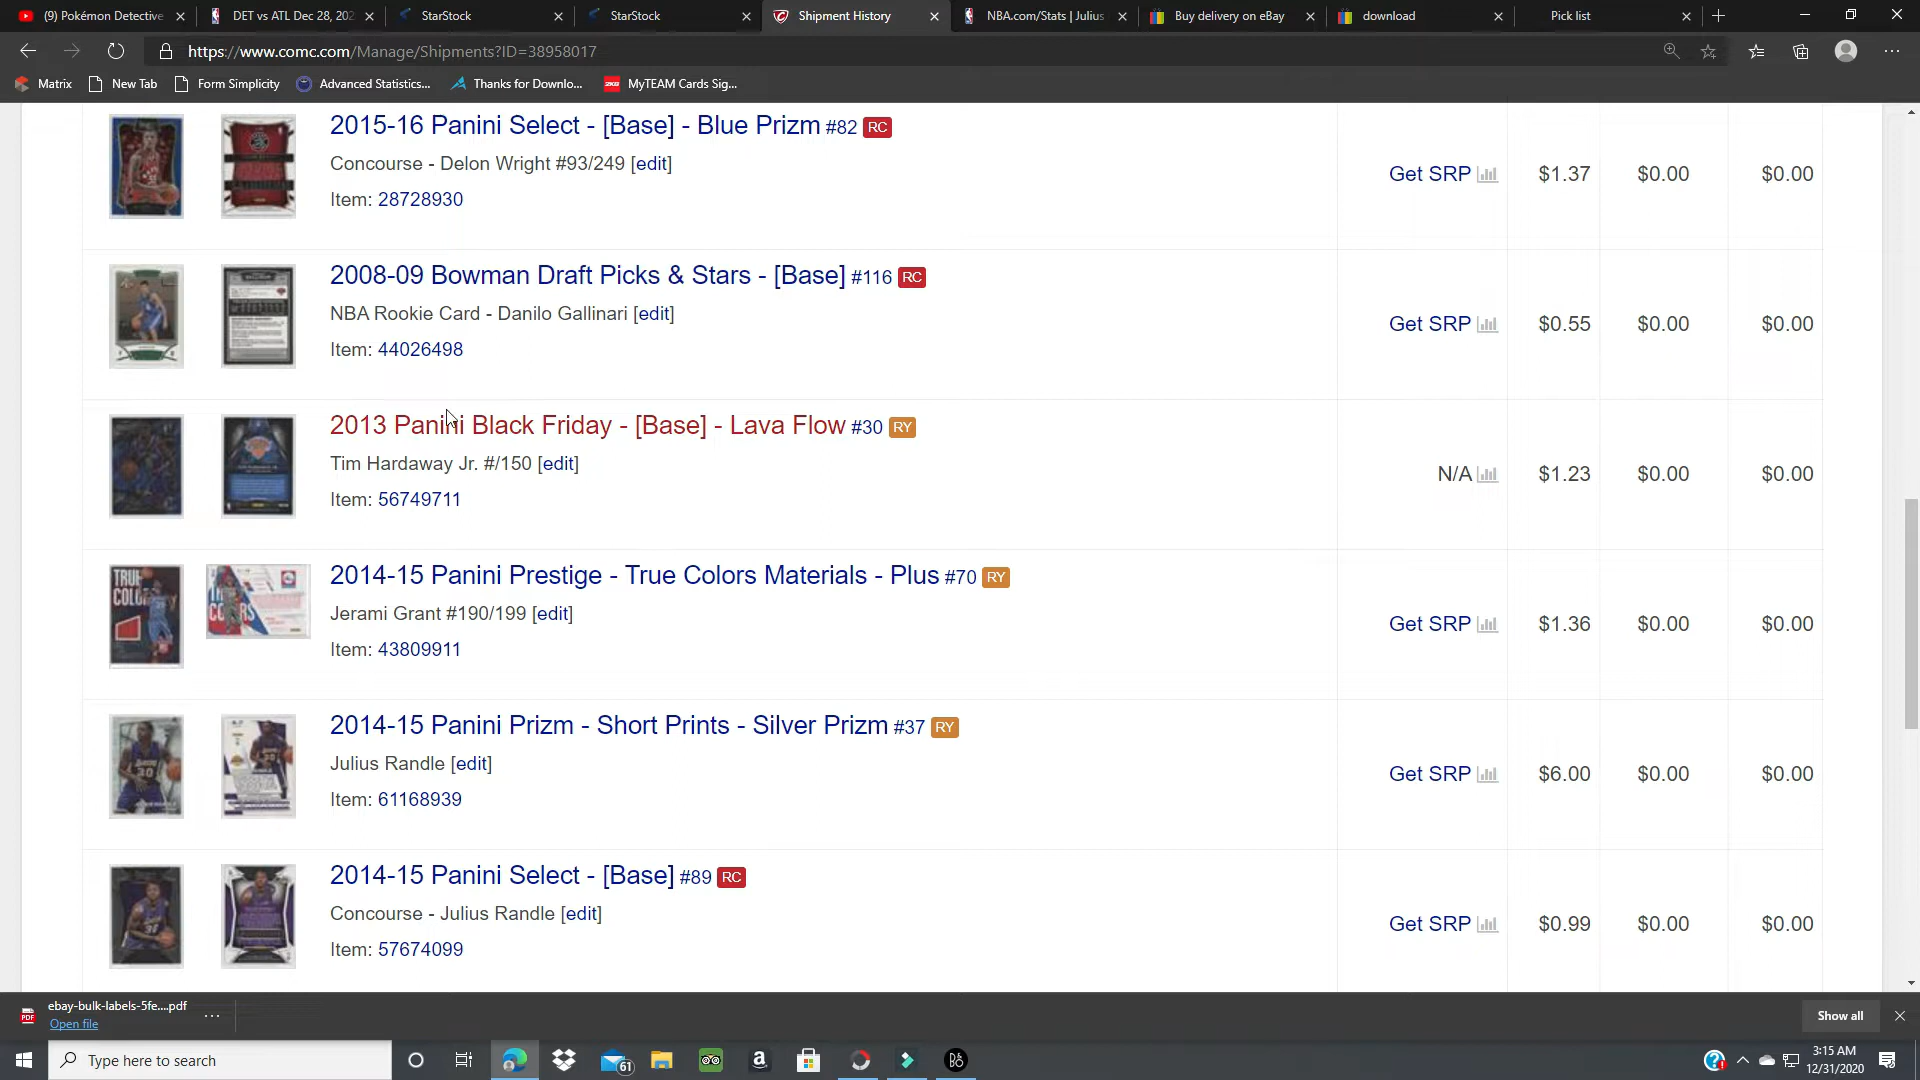 (9) Pokémon Detective
DET vs ATL Dec 28, 202
StarStock
StarStock
Shipment History
NBA.com/Stats | Julius
Buy delivery on eBay
download
Pick list
https://www.comc.com/Manage/Shipments?ID=38958017
Matrix
New Tab
Form Simplicity
Advanced Statistics...
Thanks for Downlo...
MyTEAM Cards Sig...
2015-16 Panini Select - [Base] - Blue Prizm #82 RC
Concourse - Delon Wright #93/249 [edit]
Item: 28728930
Get SRP $1.37 $0.00 $0.00
2008-09 Bowman Draft Picks & Stars - [Base] #116 RC
NBA Rookie Card - Danilo Gallinari [edit]
Item: 44026498
Get SRP $0.55 $0.00 $0.00
2013 Panini Black Friday - [Base] - Lava Flow #30 RY
Tim Hardaway Jr. #/150 [edit]
Item: 56749711
N/A $1.23 $0.00 $0.00
2014-15 Panini Prestige - True Colors Materials - Plus #70 RY
Jerami Grant #190/199 [edit]
Item: 43809911
Get SRP $1.36 $0.00 $0.00
2014-15 Panini Prizm - Short Prints - Silver Prizm #37 RY
Julius Randle [edit]
Item: 61168939
Get SRP $6.00 $0.00 $0.00
2014-15 Panini Select - [Base] #89 RC
Concourse - Julius Randle [edit]
Item: 57674099
Get SRP $0.99 $0.00 $0.00
ebay-bulk-labels-5fe....pdf
Open file
Show all
Type here to search
61
3:15 AM
12/31/2020